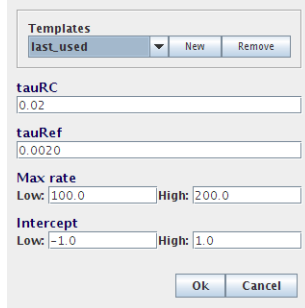 Templates
last_used New Remove
tauRC
0.02
tauRef
0.0020
Max rate
Low: 100.0 High: 200.0
Intercept
Low: -1.0 High: 1.0
Ok Cancel